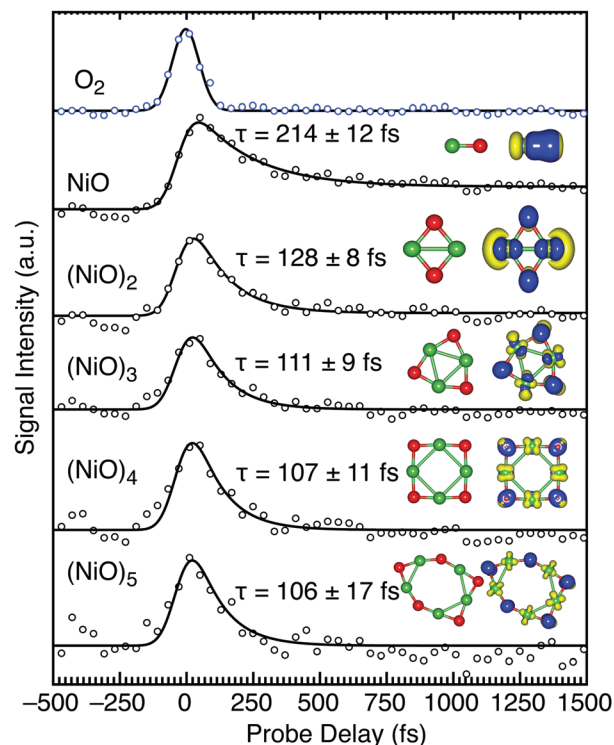 O₂
τ = 214 ± 12 fs
NiO
τ = 128 ± 8 fs
(NiO)₂
τ = 111 ± 9 fs
(NiO)₃
τ = 107 ± 11 fs
(NiO)₄
τ = 106 ± 17 fs
(NiO)₅
Signal Intensity (a.u.)
−500 −250 0 250 500 750 1000 1250 1500
Probe Delay (fs)